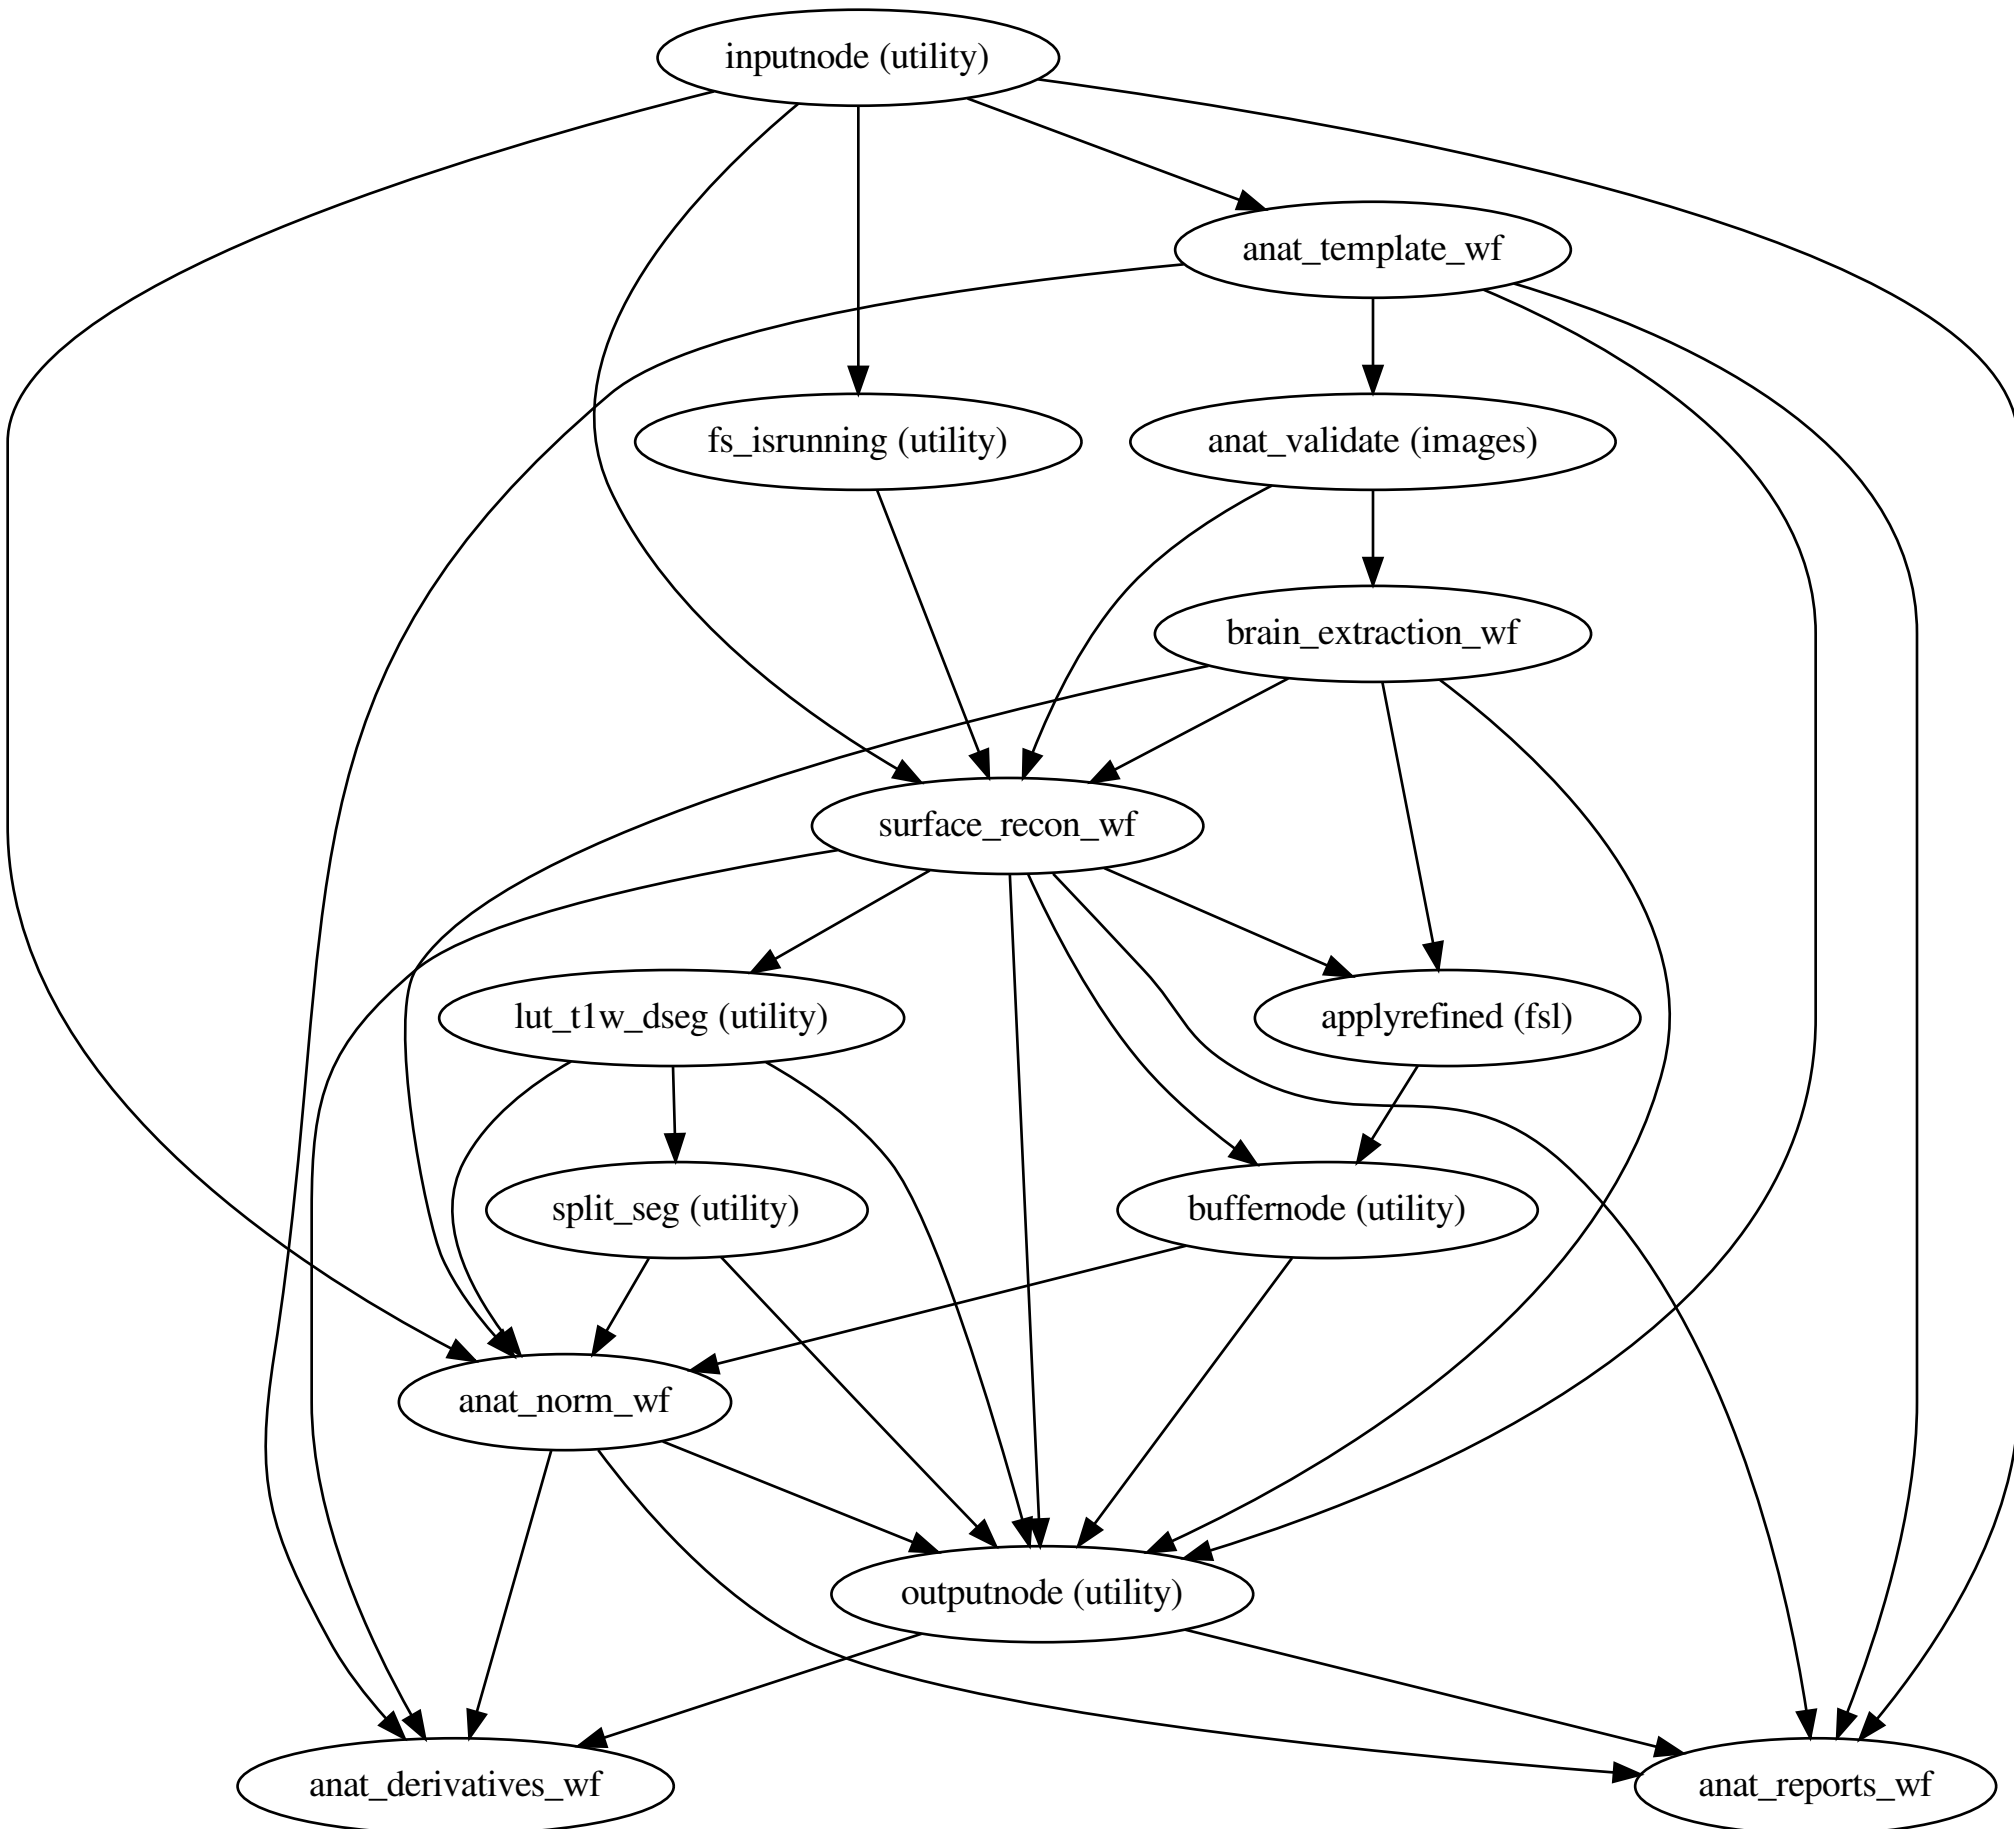 inputnode (utility)
anat_template_wf
fs_isrunning (utility)
anat_validate (images)
brain_extraction_wf
surface_recon_wf
lut_t1w_dseg (utility)
applyrefined (fsl)
split_seg (utility)
buffernode (utility)
anat_norm_wf
outputnode (utility)
anat_derivatives_wf
anat_reports_wf